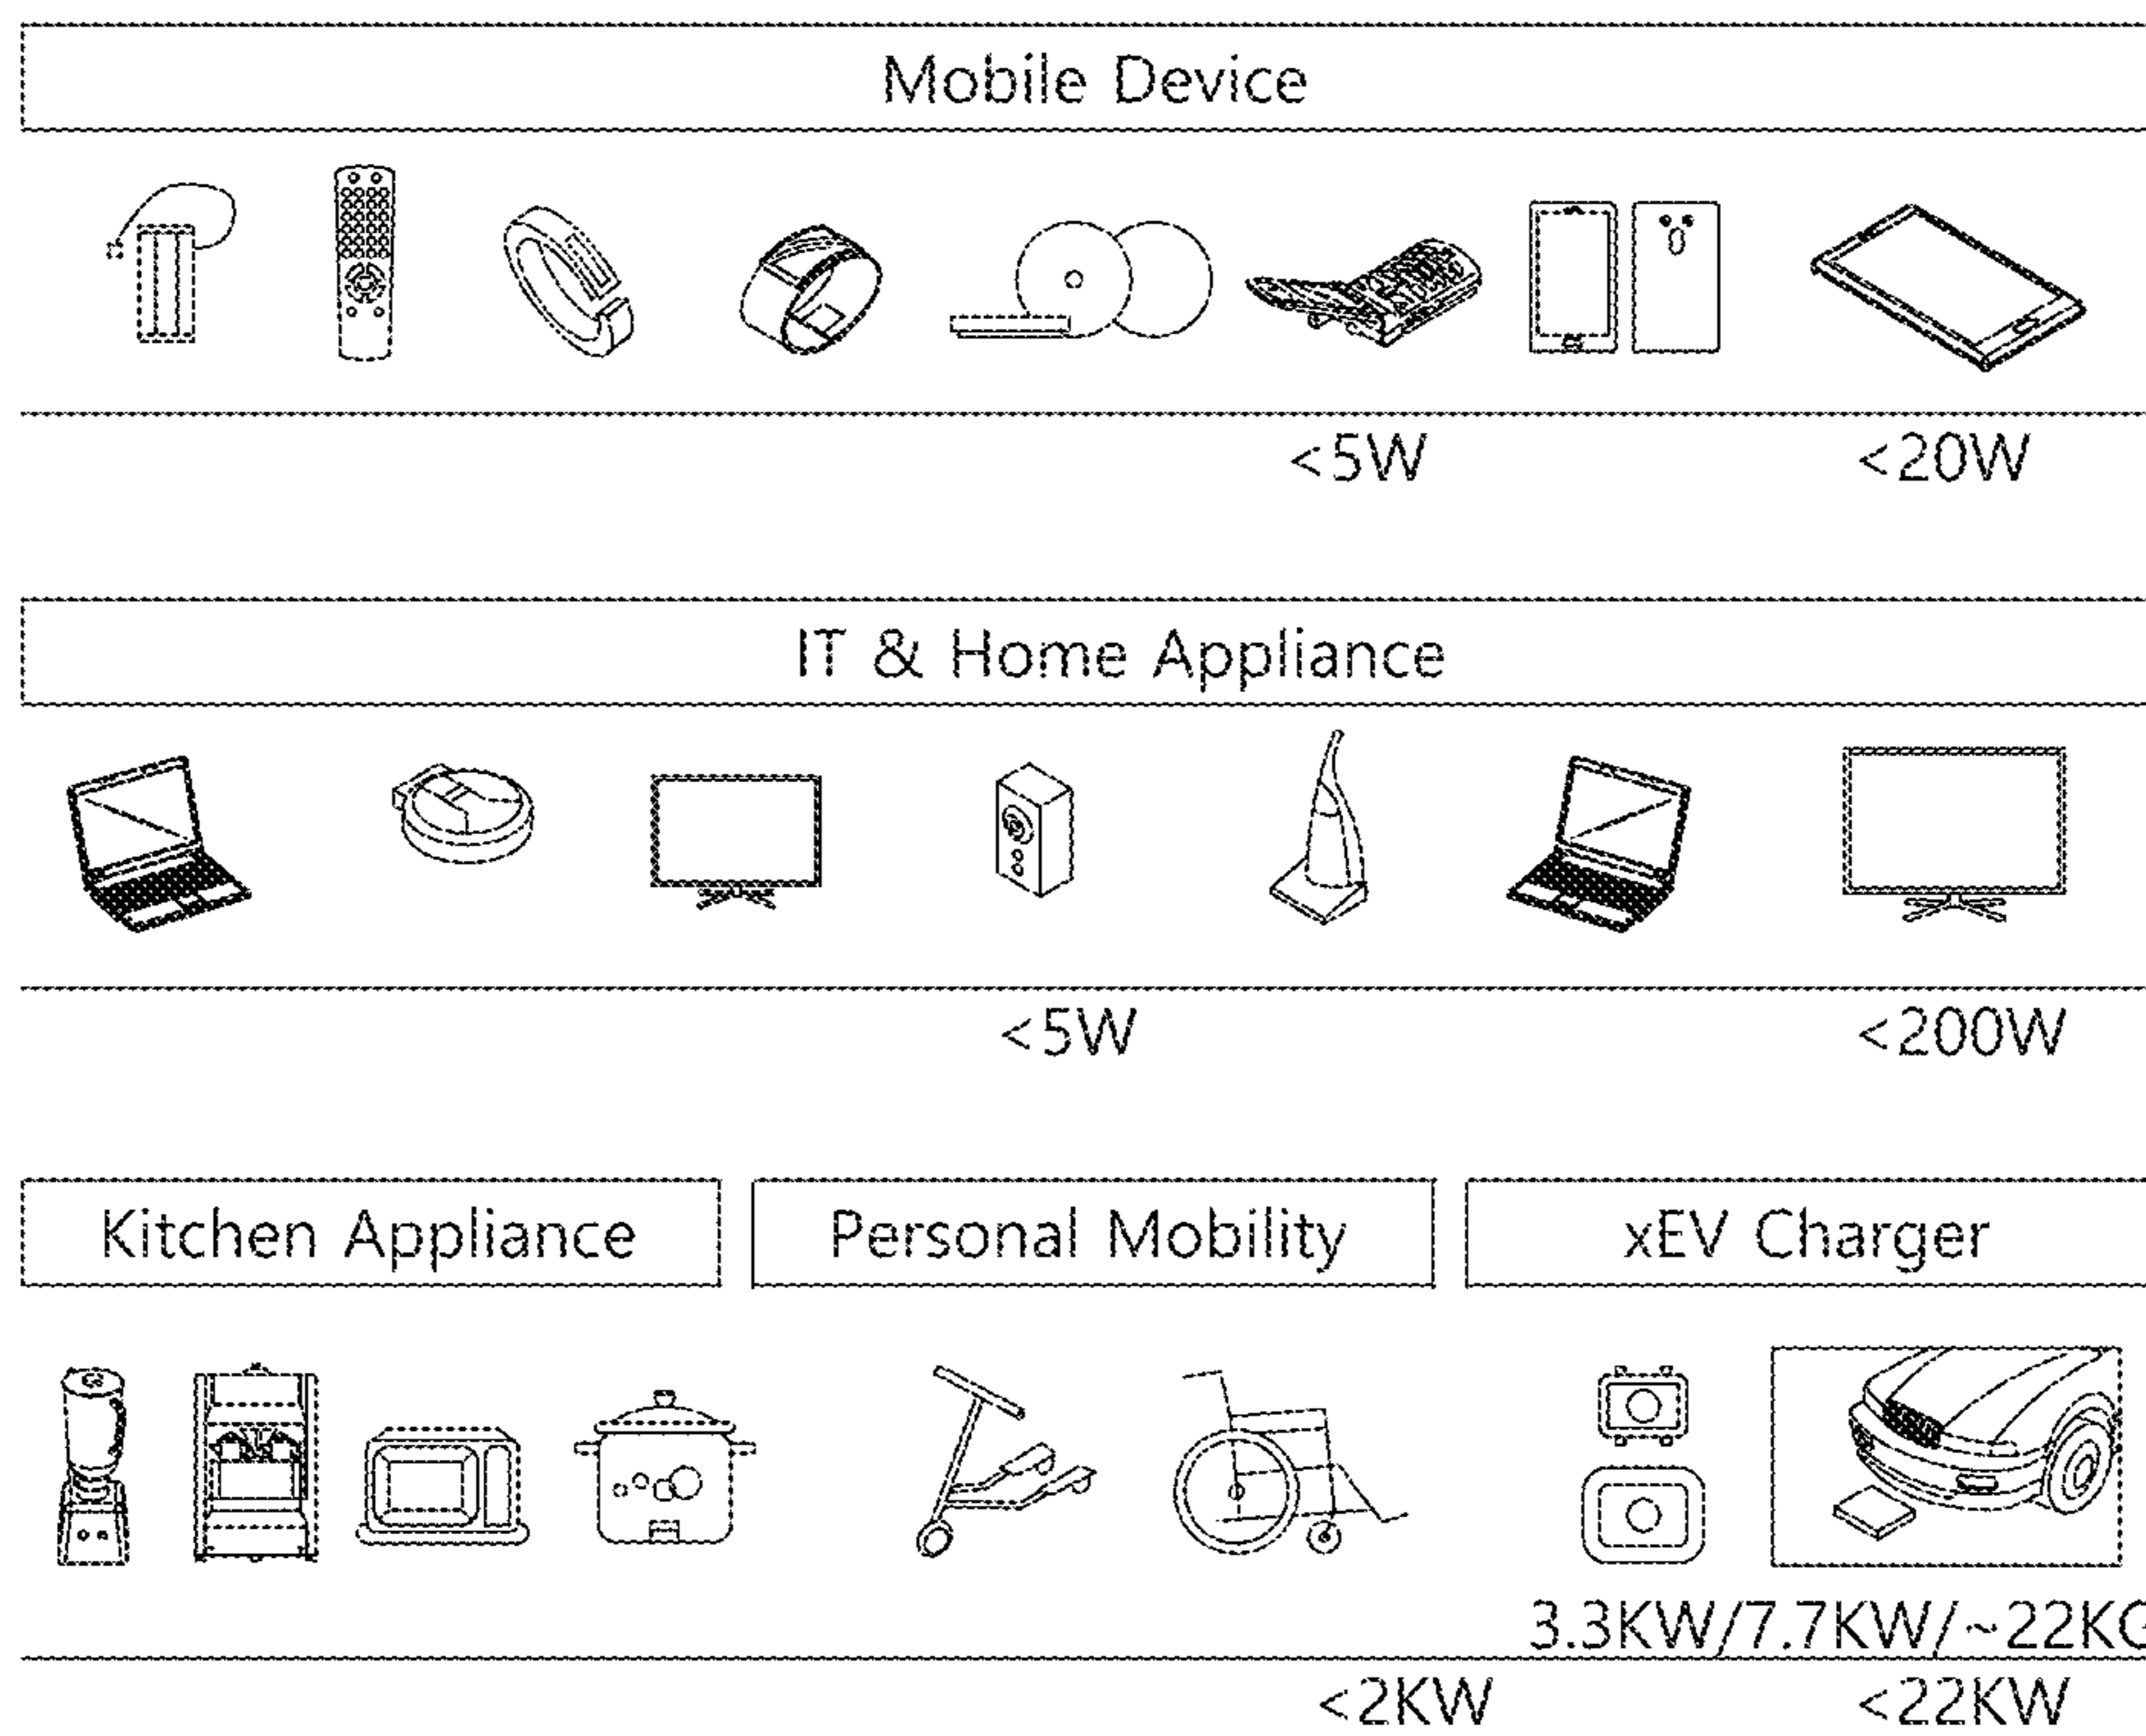 Mobile Device
<5W <20W
IT & Home Appliance
<5W <200W
Kitchen Appliance Personal Mobility xEV Charger
3.3KW/7.7KW/~22KG
<2KW <22KW